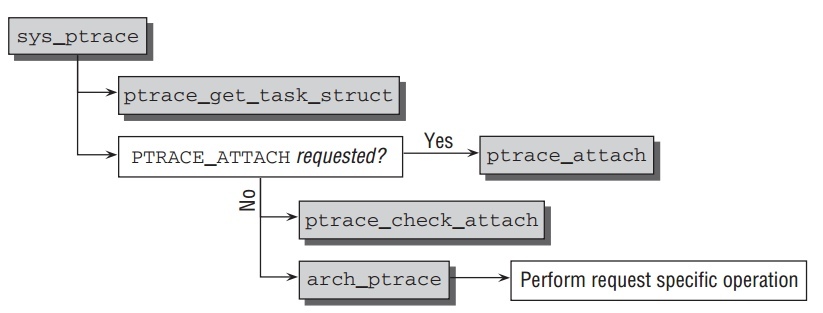 sys_ptrace
ptrace_get_task_struct
PTRACE_ATTACH requested?
Yes
ptrace_attach
No
ptrace_check_attach
arch_ptrace
Perform request specific operation